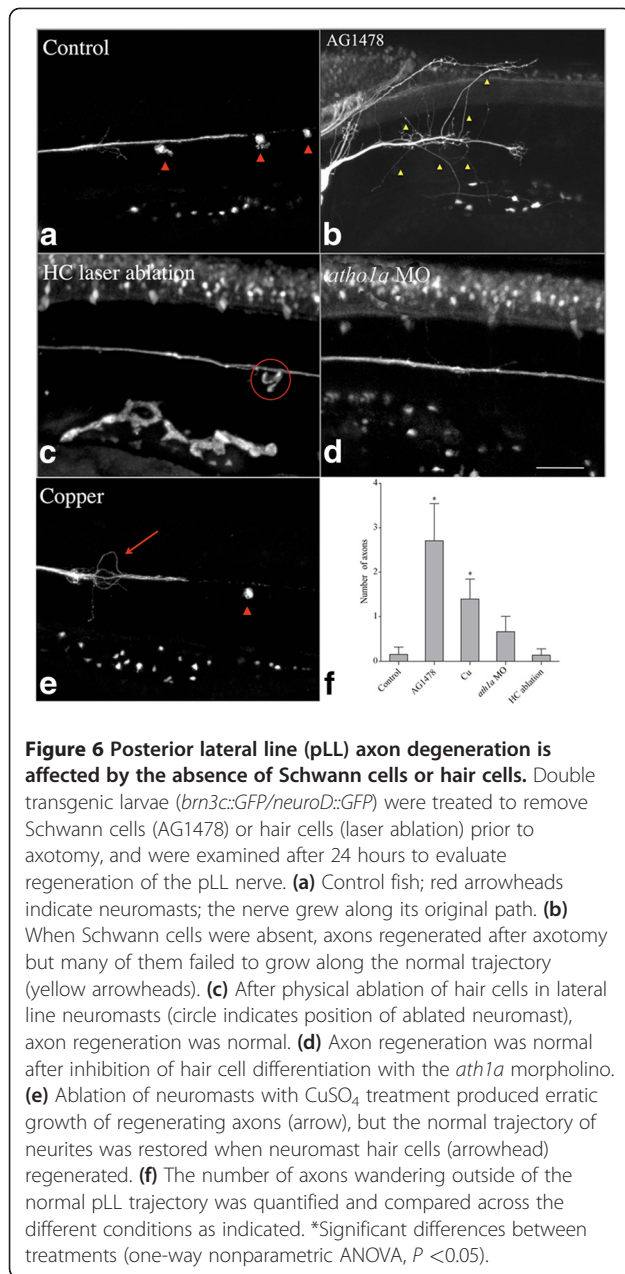 Control
AG1478
a
b
HC laser ablation
atho1a MO
c
d
Copper
e
f
Number of axons
4
3
2
1
0
*
*
Control
AG1478
Cu
ath1a MO
HC ablation
Figure 6 Posterior lateral line (pLL) axon degeneration is
affected by the absence of Schwann cells or hair cells. Double
transgenic larvae (brn3c::GFP/neuroD::GFP) were treated to remove
Schwann cells (AG1478) or hair cells (laser ablation) prior to
axotomy, and were examined after 24 hours to evaluate
regeneration of the pLL nerve. (a) Control fish; red arrowheads
indicate neuromasts; the nerve grew along its original path. (b)
When Schwann cells were absent, axons regenerated after axotomy
but many of them failed to grow along the normal trajectory
(yellow arrowheads). (c) After physical ablation of hair cells in lateral
line neuromasts (circle indicates position of ablated neuromast),
axon regeneration was normal. (d) Axon regeneration was normal
after inhibition of hair cell differentiation with the ath1a morpholino.
(e) Ablation of neuromasts with CuSO4 treatment produced erratic
growth of regenerating axons (arrow), but the normal trajectory of
neurites was restored when neuromast hair cells (arrowhead)
regenerated. (f) The number of axons wandering outside of the
normal pLL trajectory was quantified and compared across the
different conditions as indicated. *Significant differences between
treatments (one-way nonparametric ANOVA, P <0.05).